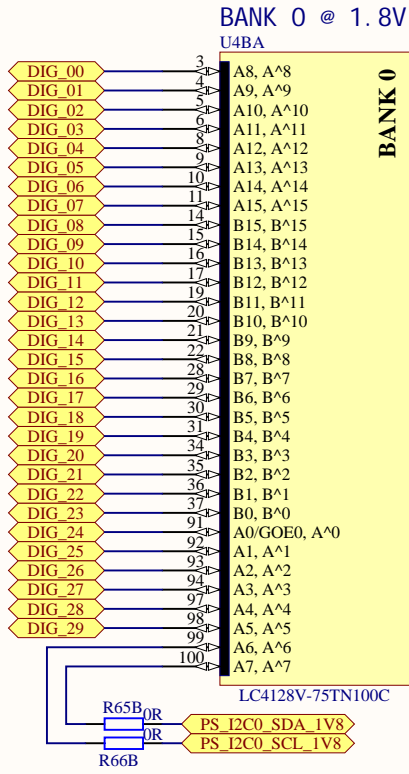 BANK 0 @ 1.8V
U4BA
BANK 0
DIG_00 3 A8, A^8
DIG_01 4 A9, A^9
DIG_02 5 A10, A^10
DIG_03 6 A11, A^11
DIG_04 8 A12, A^12
DIG_05 9 A13, A^13
DIG_06 10 A14, A^14
DIG_07 11 A15, A^15
DIG_08 14 B15, B^15
DIG_09 15 B14, B^14
DIG_10 16 B13, B^13
DIG_11 17 B12, B^12
DIG_12 19 B11, B^11
DIG_13 20 B10, B^10
DIG_14 21 B9, B^9
DIG_15 22 B8, B^8
DIG_16 28 B7, B^7
DIG_17 29 B6, B^6
DIG_18 30 B5, B^5
DIG_19 31 B4, B^4
DIG_20 34 B3, B^3
DIG_21 35 B2, B^2
DIG_22 36 B1, B^1
DIG_23 37 B0, B^0
DIG_24 91 A0/GOE0, A^0
DIG_25 92 A1, A^1
DIG_26 93 A2, A^2
DIG_27 94 A3, A^3
DIG_28 97 A4, A^4
DIG_29 98 A5, A^5
99 A6, A^6
100 A7, A^7
LC4128V-75TN100C
R65B 0R PS_I2C0_SDA_1V8
R66B 0R PS_I2C0_SCL_1V8